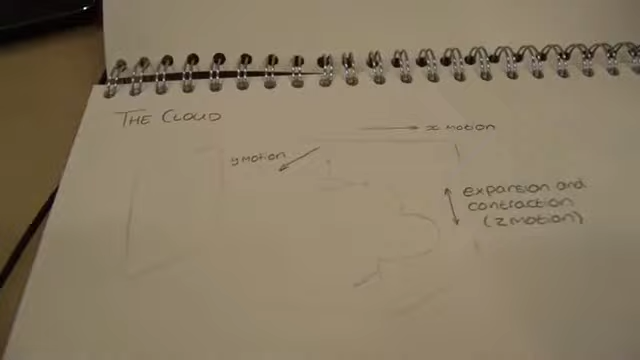 THE CLOUD
x MOTION
y MOTION
expansion and
contraction
(z motion)